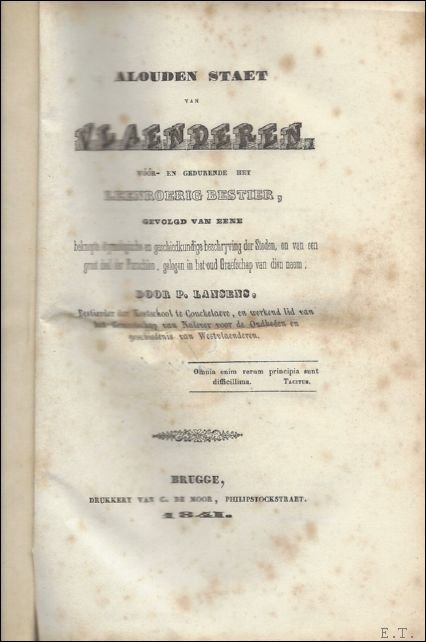 ALOUDEN STAET
VAN
VLAENDEREN,
VÓÓR- EN GEDURENDE HET
LEENROERIG BESTIER,
GEVOLGD VAN EENE
beknopte etymologische en geschiedkundige beschryving der Steden, en van een
groot deel der Parochien, gelegen in het oud Graefschap van dien naem,
DOOR P. LANSENS,
Bestierder der Kostschool te Couckelaere, en werkend lid van
het Genootschap van Naiever voor de Oudheden en
geschiedenis van Westvlaenderen.
Omnia enim rerum principia sunt
difficillima. TACITUS.
BRUGGE,
DRUKKERY VAN C. DE MOOR, PHILIPSTOCKSTRAET.
1841.
E.T.